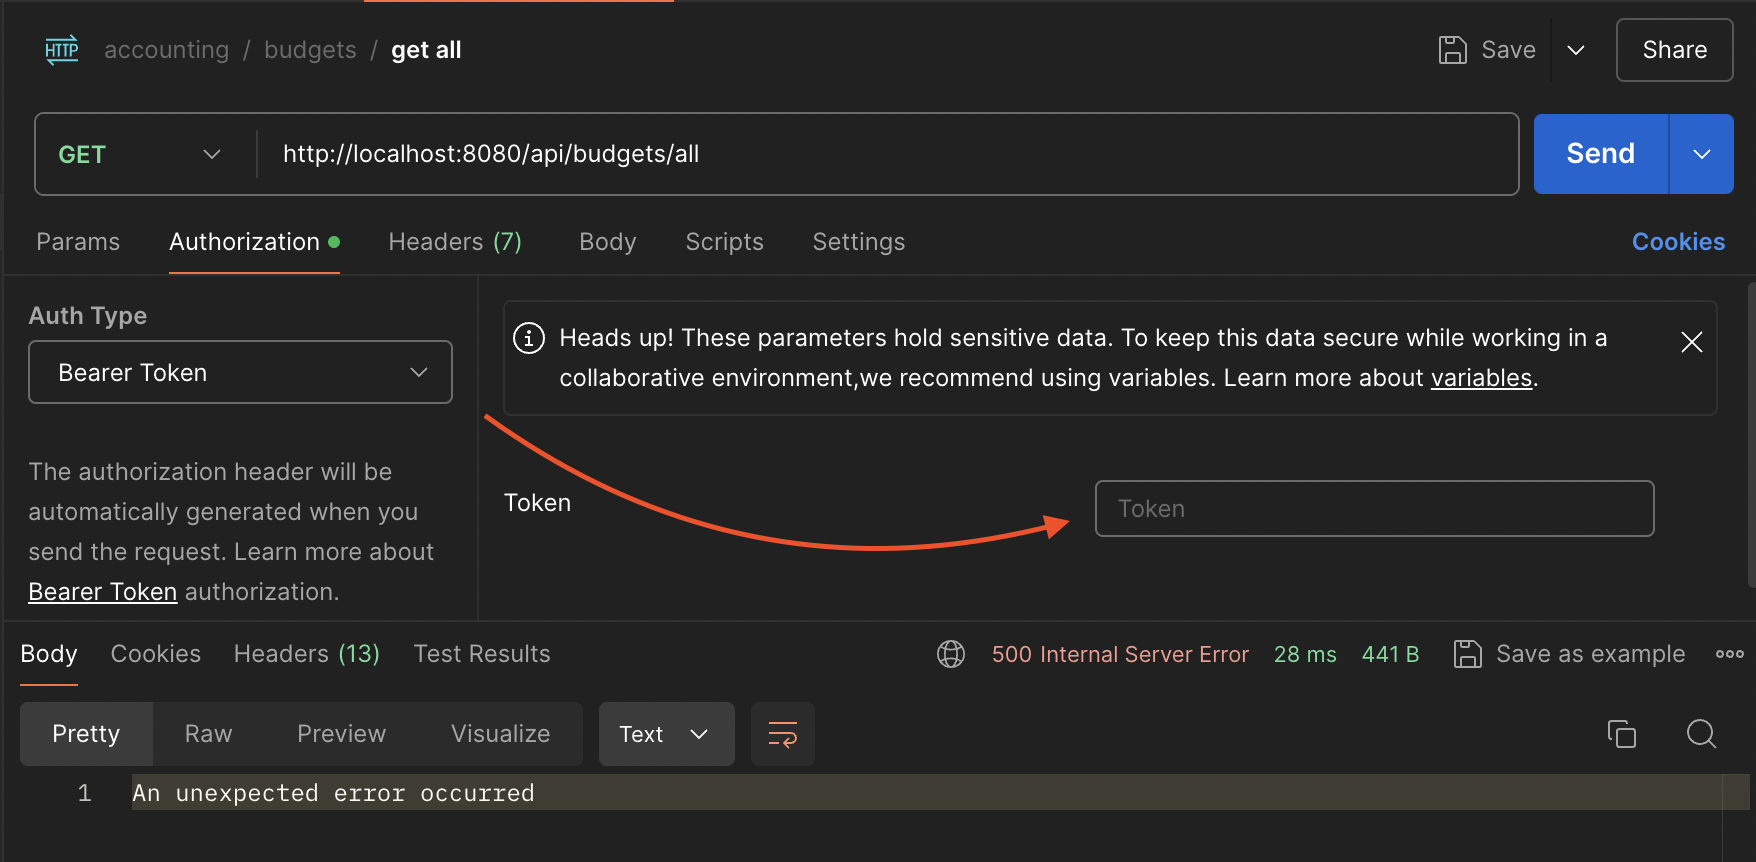 HTTP accounting / budgets / get all Save Share
GET http://localhost:8080/api/budgets/all Send
Params Authorization Headers (7) Body Scripts Settings Cookies
Auth Type
Bearer Token
The authorization header will be
automatically generated when you
send the request. Learn more about
Bearer Token authorization.
Heads up! These parameters hold sensitive data. To keep this data secure while working in a
collaborative environment,we recommend using variables. Learn more about variables.
Token Token
Body Cookies Headers (13) Test Results 500 Internal Server Error 28 ms 441 B Save as example
Pretty Raw Preview Visualize Text
1 An unexpected error occurred